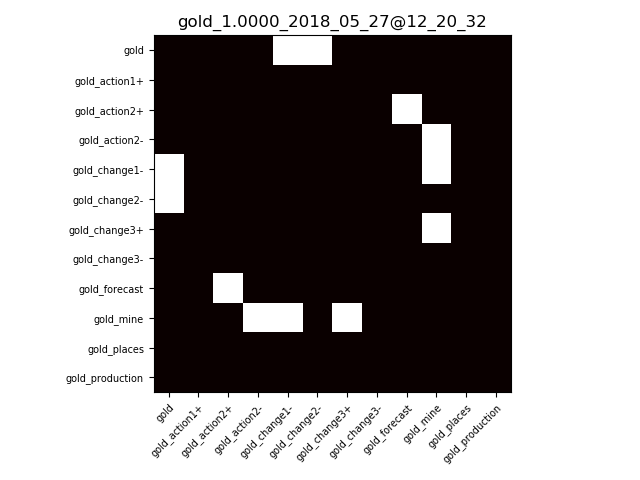 gold_1.0000_2018_05_27@12_20_32
gold
gold_action1+
gold_action2+
gold_action2-
gold_change1-
gold_change2-
gold_change3+
gold_change3-
gold_forecast
gold_mine
gold_places
gold_production
gold
gold_action1+
gold_action2+
gold_action2-
gold_change1-
gold_change2-
gold_change3+
gold_change3-
gold_forecast
gold_mine
gold_places
gold_production